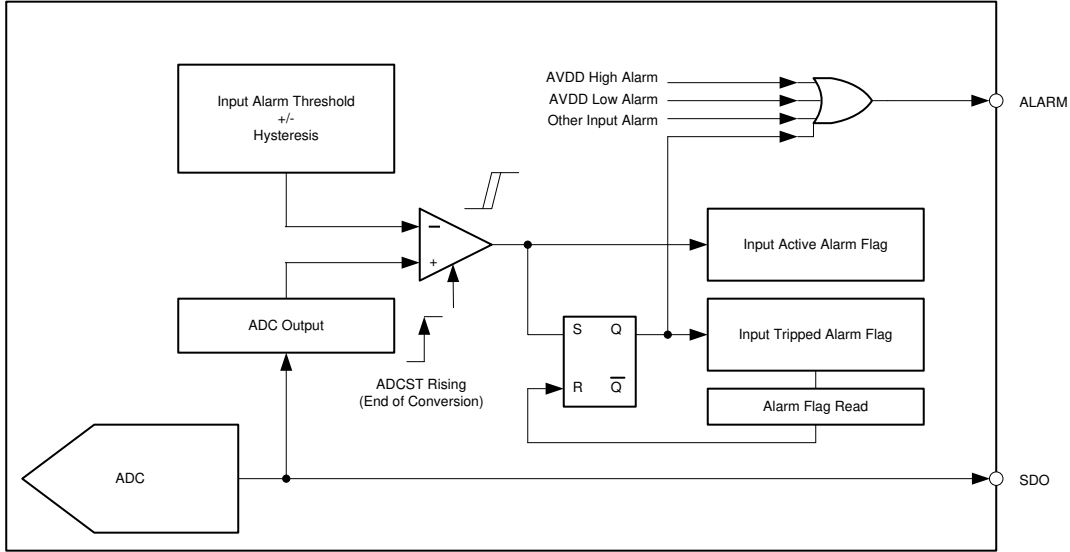 Input Alarm Threshold
+/-
Hysteresis
AVDD High Alarm
AVDD Low Alarm
Other Input Alarm
ALARM
−
+
Input Active Alarm Flag
ADC Output
ADCST Rising
(End of Conversion)
S Q
R Q̅
Input Tripped Alarm Flag
Alarm Flag Read
ADC
SDO